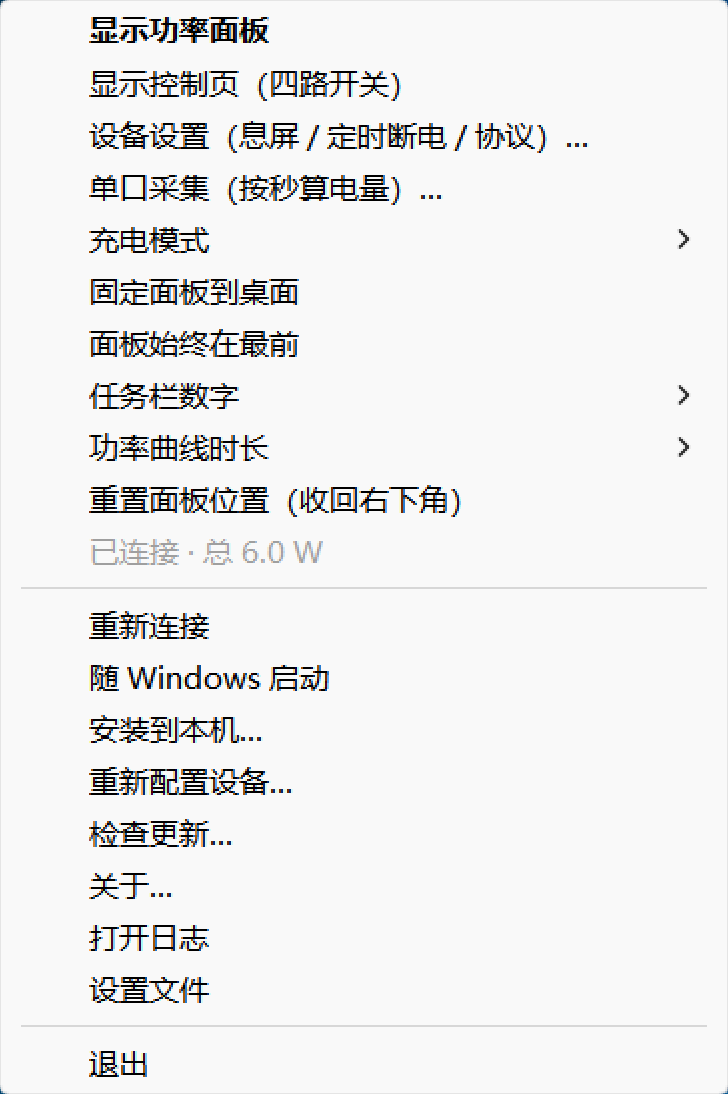 显示功率面板
显示控制页（四路开关）
设备设置（息屏 / 定时断电 / 协议）...
单口采集（按秒算电量）...
充电模式
固定面板到桌面
面板始终在最前
任务栏数字
功率曲线时长
重置面板位置（收回右下角）
已连接 · 总 6.0 W
重新连接
随 Windows 启动
安装到本机...
重新配置设备...
检查更新...
关于...
打开日志
设置文件
退出